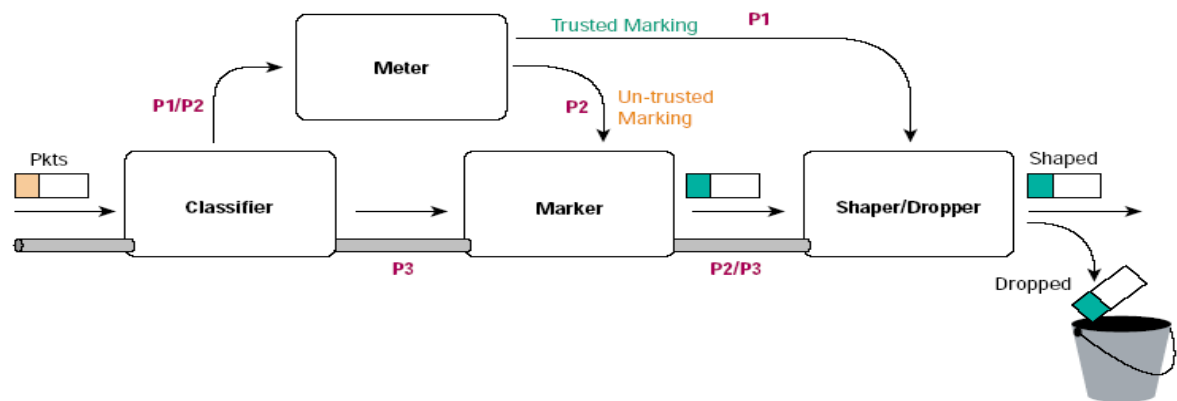 Trusted Marking
P1
Meter
P1/P2
P2
Un-trusted
Marking
Pkts
Shaped
Classifier
Marker
Shaper/Dropper
P3
P2/P3
Dropped